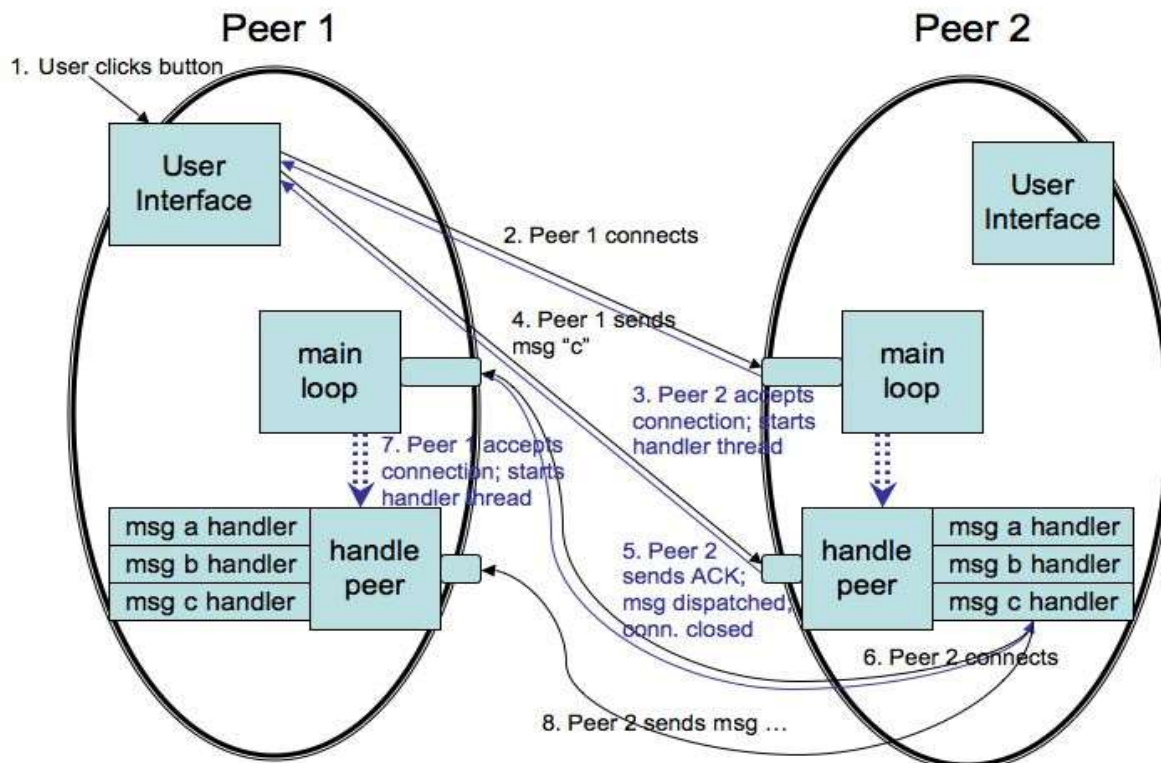 Peer 1
Peer 2
1. User clicks button
User
Interface
User
Interface
2. Peer 1 connects
4. Peer 1 sends
msg “c”
main
loop
main
loop
3. Peer 2 accepts
connection; starts
handler thread
7. Peer 1 accepts
connection; starts
handler thread
msg a handler
msg b handler
msg c handler
handle
peer
5. Peer 2
sends ACK;
msg dispatched;
conn. closed
handle
peer
msg a handler
msg b handler
msg c handler
6. Peer 2 connects
8. Peer 2 sends msg ...